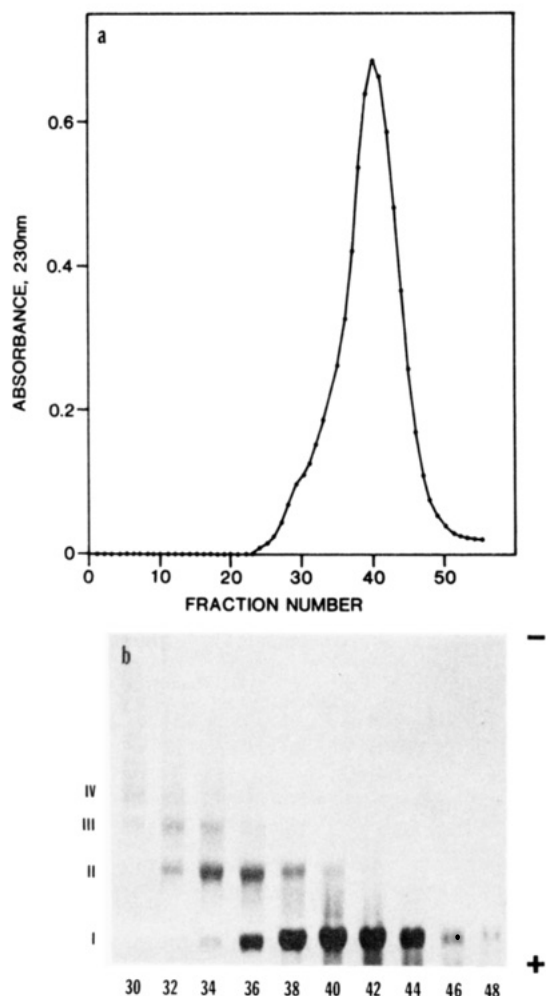 a
0.6
0.4
0.2
0
ABSORBANCE, 230nm
0 10 20 30 40 50
FRACTION NUMBER
b
−
IV
III
II
I
+
30 32 34 36 38 40 42 44 46 48